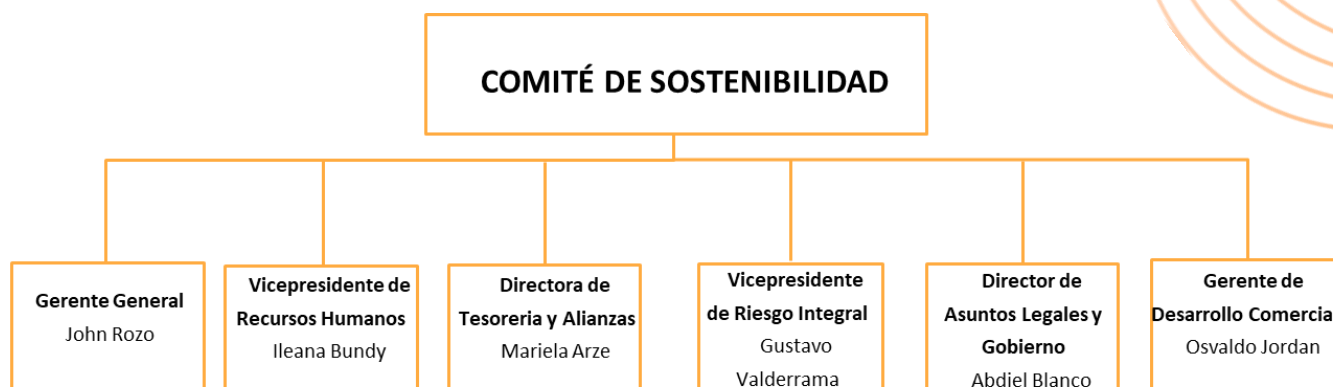 COMITÉ DE SOSTENIBILIDAD
Gerente General
John Rozo
Vicepresidente de
Recursos Humanos
Ileana Bundy
Directora de
Tesoreria y Alianzas
Mariela Arze
Vicepresidente
de Riesgo Integral
Gustavo
Valderrama
Director de
Asuntos Legales y
Gobierno
Abdiel Blanco
Gerente de
Desarrollo Comercia
Osvaldo Jordan